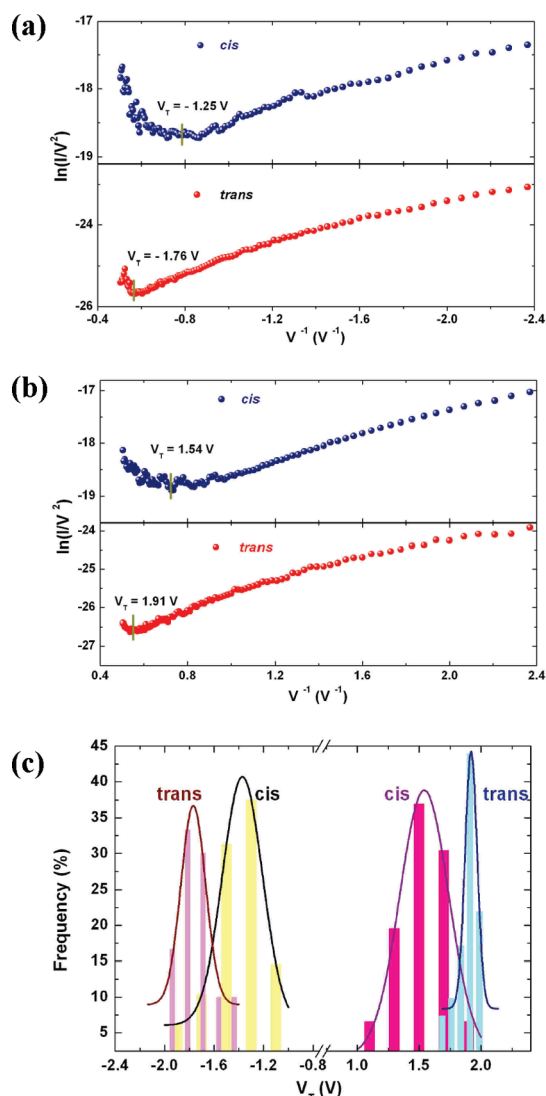 (a)
-17
cis
-18
V_T = - 1.25 V
-19
ln(I/V²)
trans
-24
V_T = - 1.76 V
-26
-0.4 -0.8 -1.2 -1.6 -2.0 -2.4
V ⁻¹ (V ⁻¹)
(b)
-17
cis
-18
V_T = 1.54 V
-19
ln(I/V²)
-24
trans
-25
V_T = 1.91 V
-26
-27
0.4 0.8 1.2 1.6 2.0 2.4
V ⁻¹ (V ⁻¹)
(c)
45
trans cis cis trans
40
35
30
25
20
15
10
5
Frequency (%)
-2.4 -2.0 -1.6 -1.2 -0.8 1.0 1.5 2.0
V_T (V)